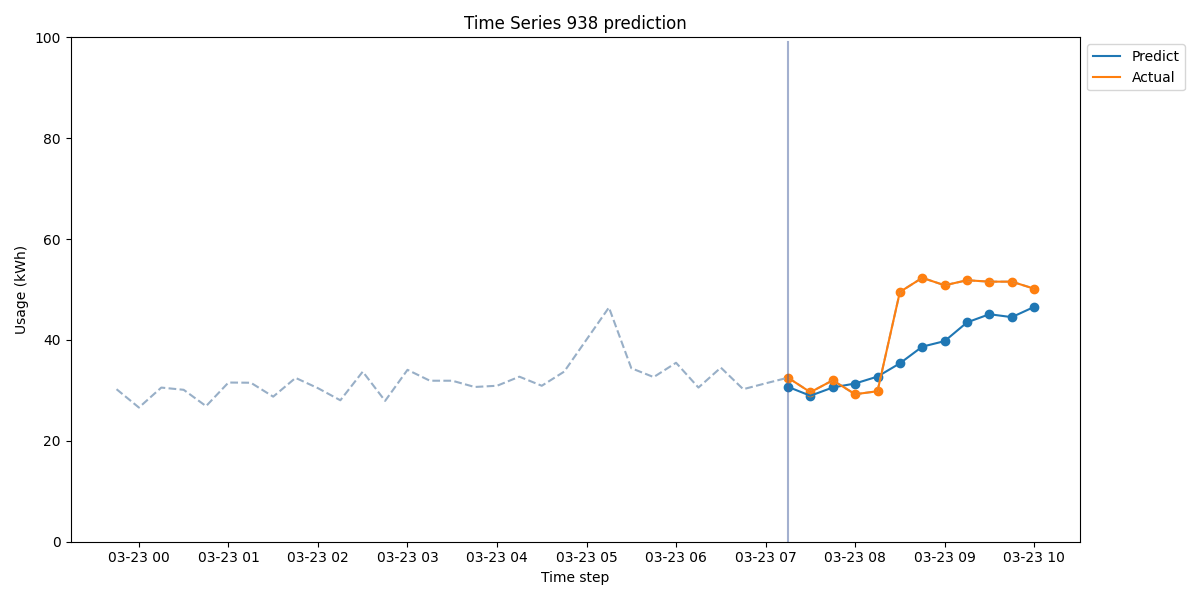 Time Series 938 prediction
Predict
Actual
100
80
60
40
20
0
Usage (kWh)
03-23 00 03-23 01 03-23 02 03-23 03 03-23 04 03-23 05 03-23 06 03-23 07 03-23 08 03-23 09 03-23 10
Time step